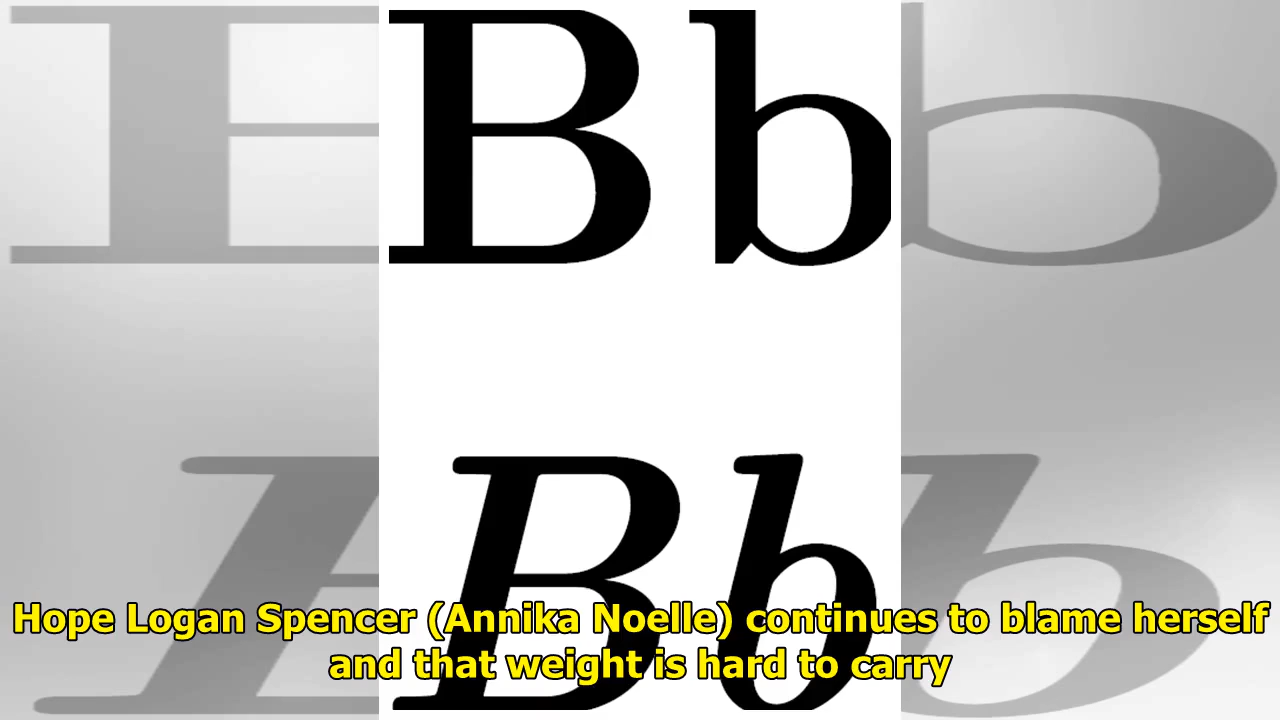 Bb
Bb
Hope Logan Spencer (Annika Noelle) continues to blame herself
and that weight is hard to carry